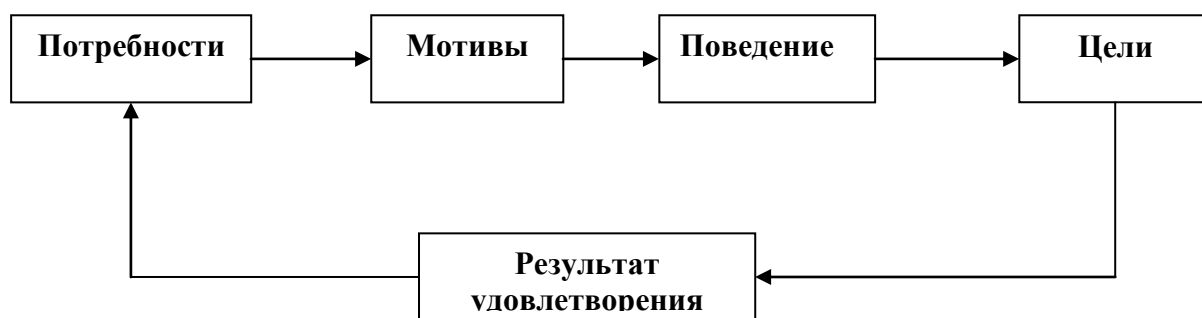 Потребности
Мотивы
Поведение
Цели
Результат
удовлетворения